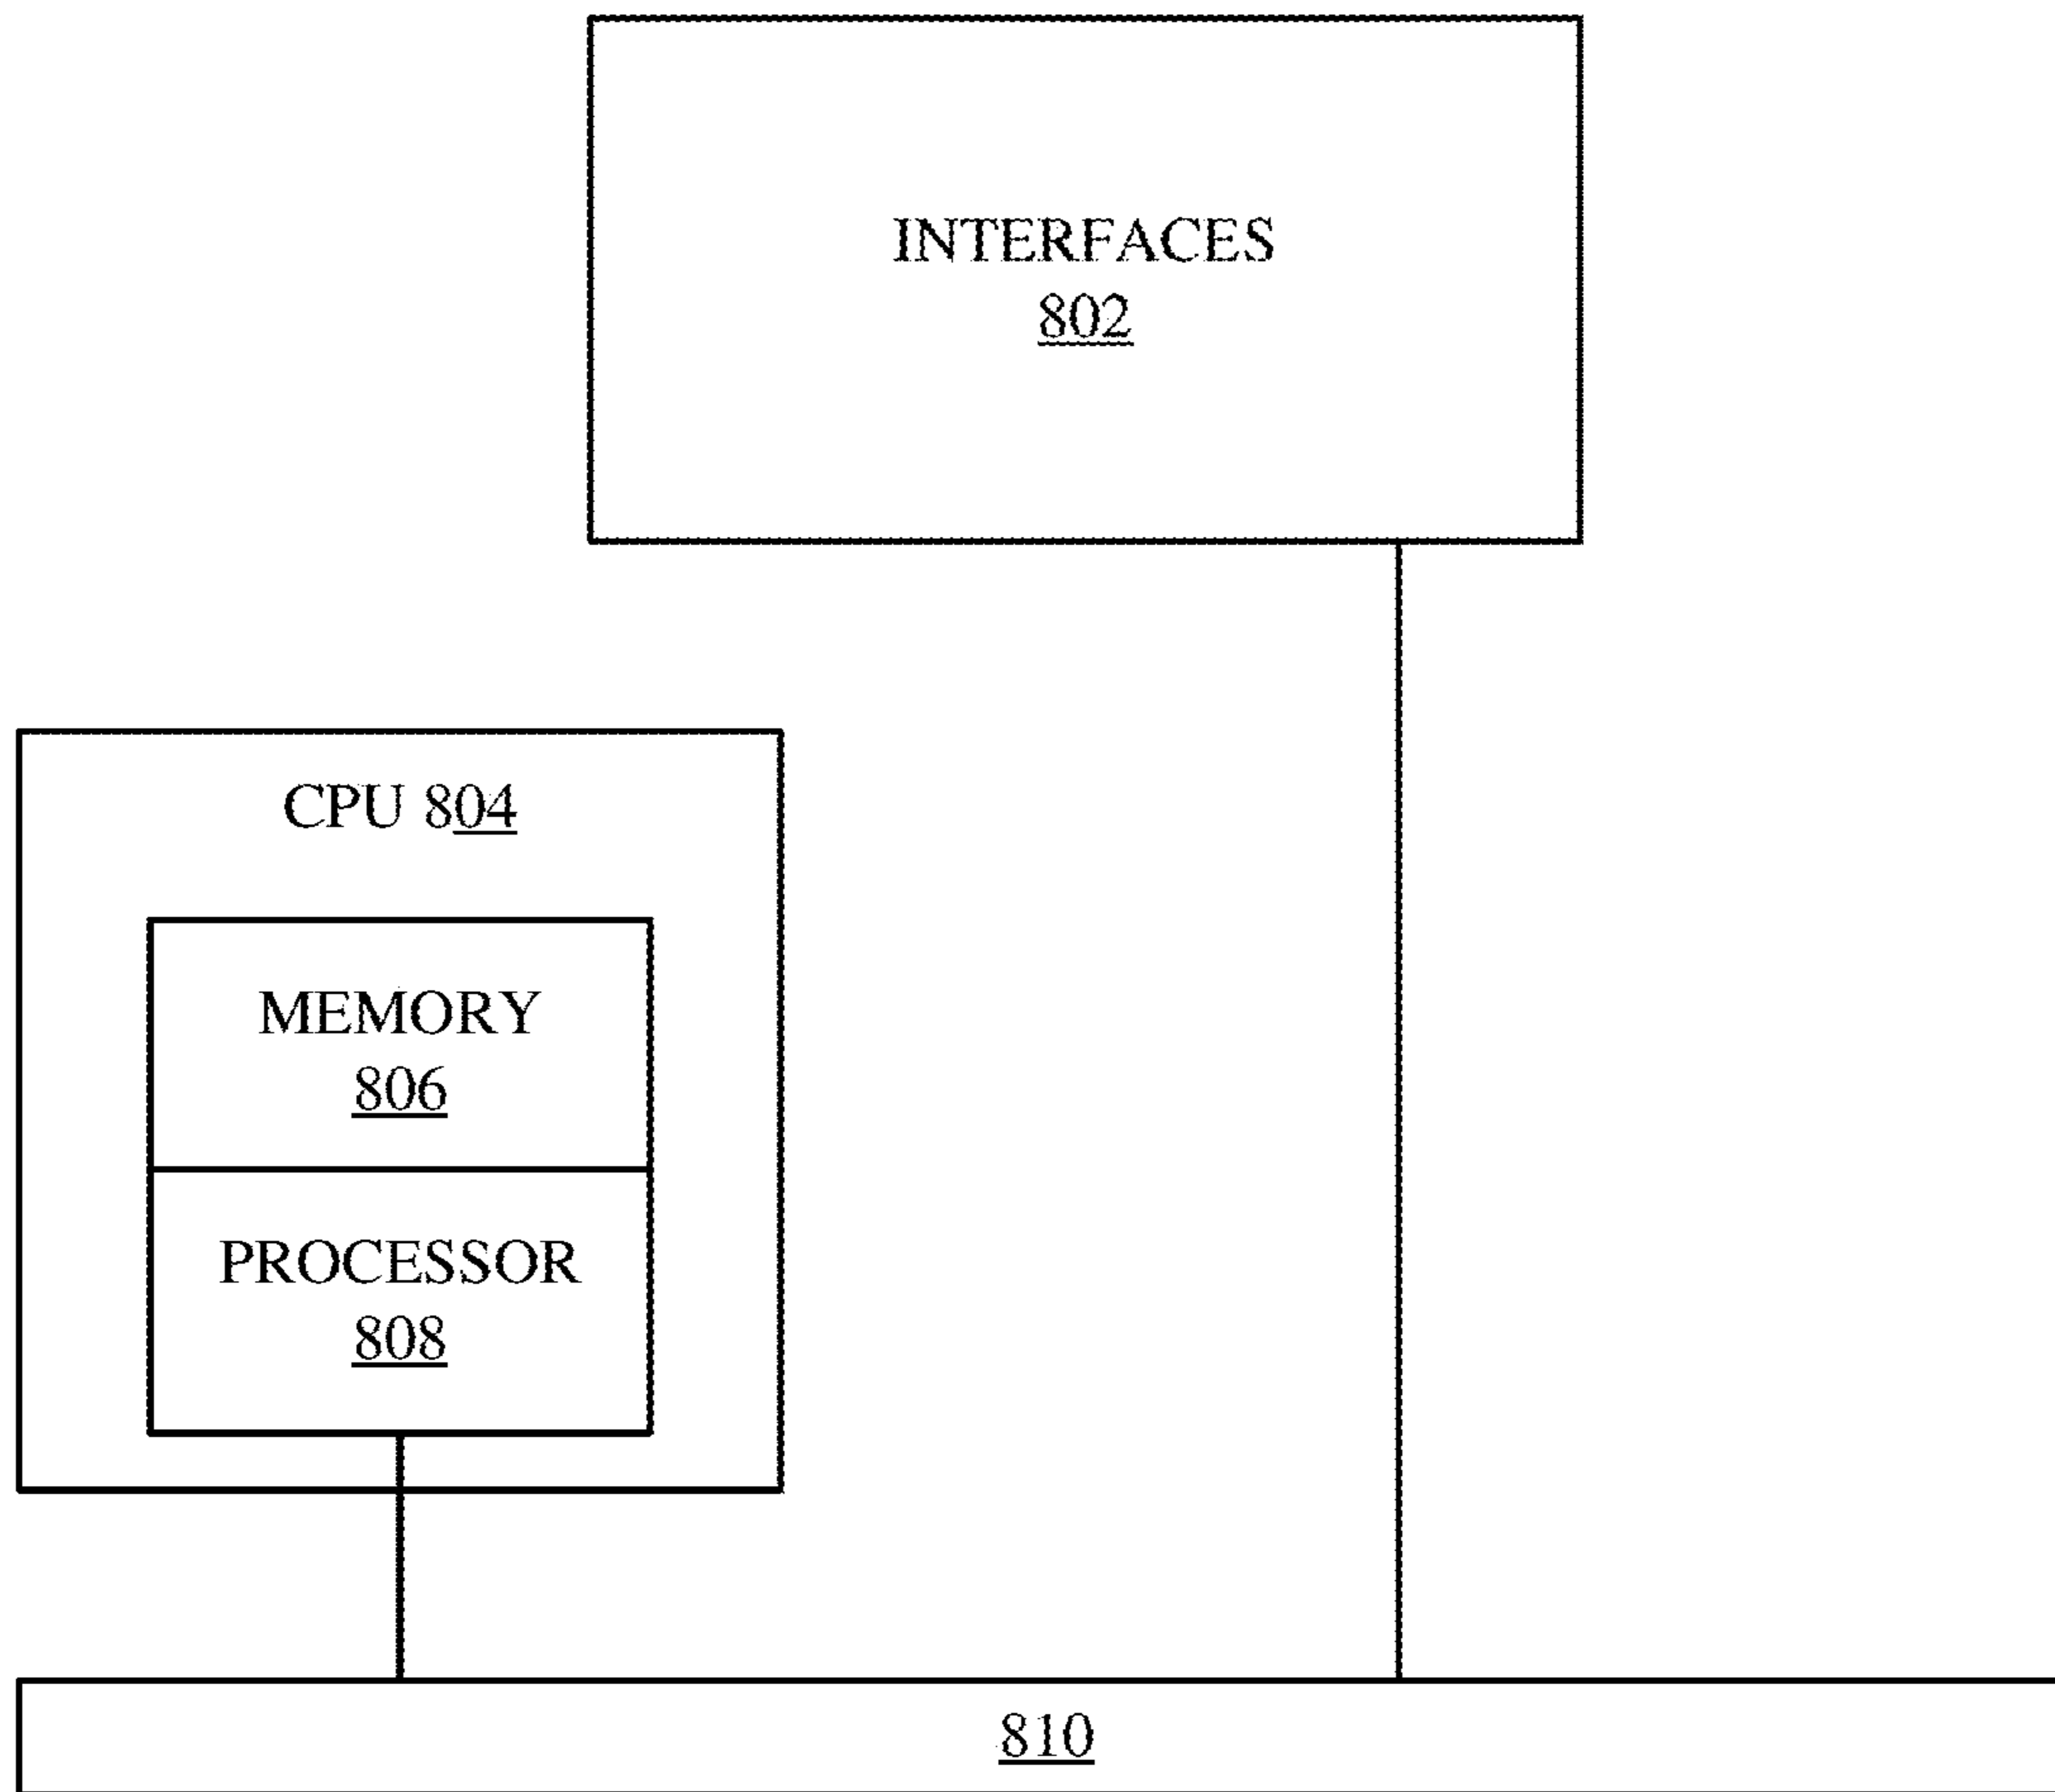 INTERFACES
802
CPU 804
MEMORY
806
PROCESSOR
808
810